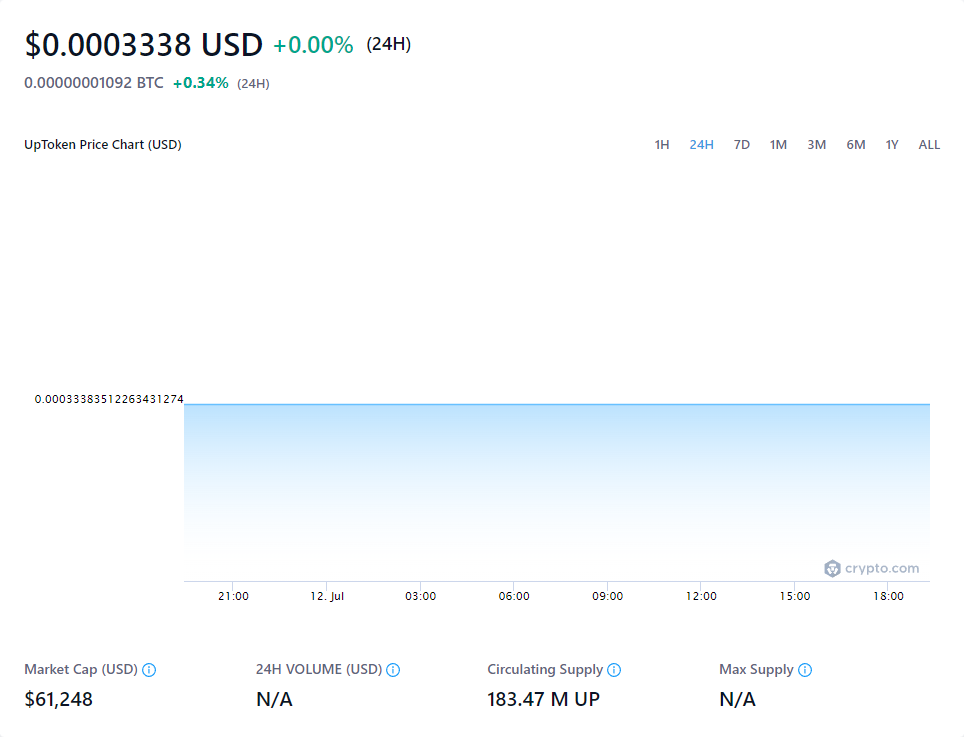 $0.0003338 USD +0.00% (24H)
0.00000001092 BTC +0.34% (24H)
UpToken Price Chart (USD) 1H 24H 7D 1M 3M 6M 1Y ALL
0.00033383512263431274
crypto.com
21:00 12. Jul 03:00 06:00 09:00 12:00 15:00 18:00
Market Cap (USD) 24H VOLUME (USD) Circulating Supply Max Supply
$61,248 N/A 183.47 M UP N/A